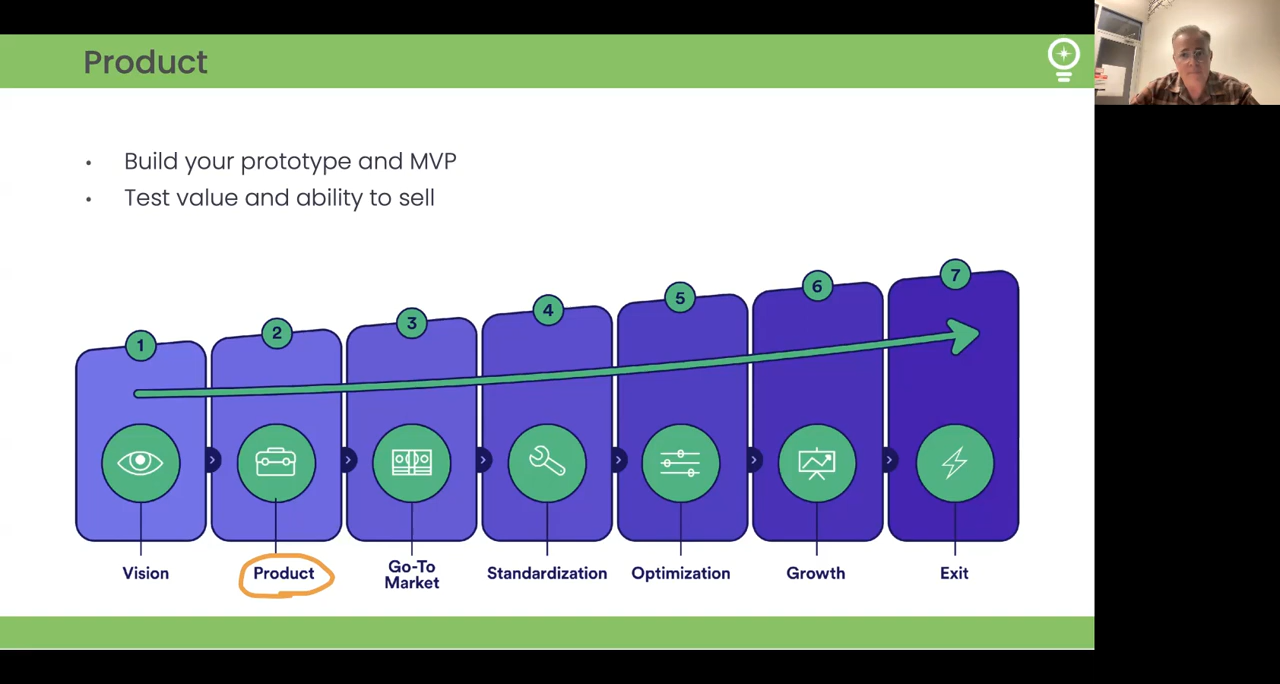 Product
• Build your prototype and MVP
• Test value and ability to sell
1
2
3
4
5
6
7
Vision
Product
Go-To
Market
Standardization
Optimization
Growth
Exit